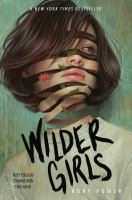 A NEW YORK TIMES BESTSELLER
WILDER
GIRLS
RORY POWER